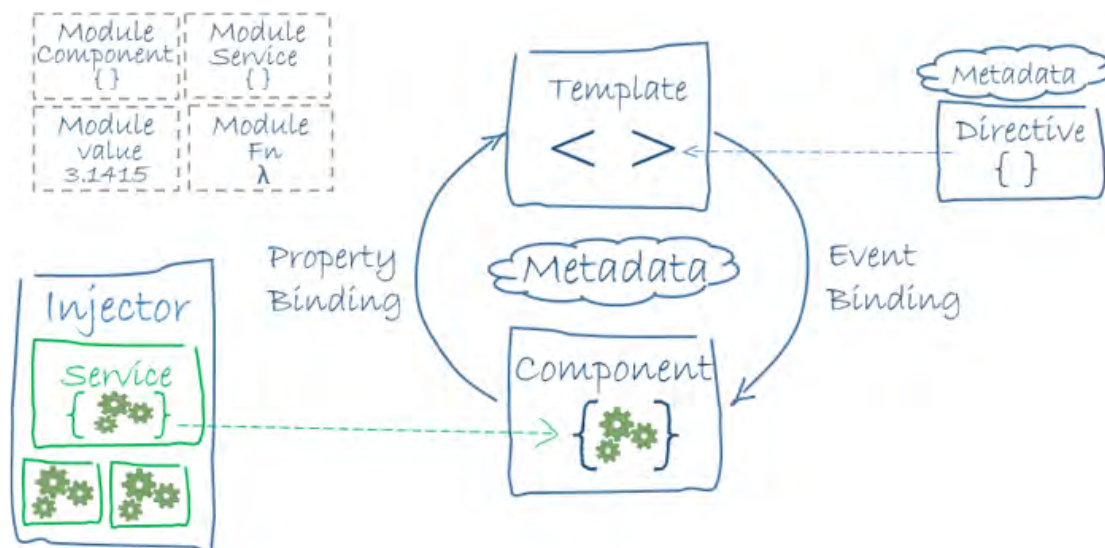 Module
Component
{ }
Module
Service
{ }
Module
value
3.1415
Module
Fn
λ
Template
< >
Metadata
Directive
{ }
Property
Binding
Metadata
Event
Binding
Injector
Service
{ }
Component
{ }